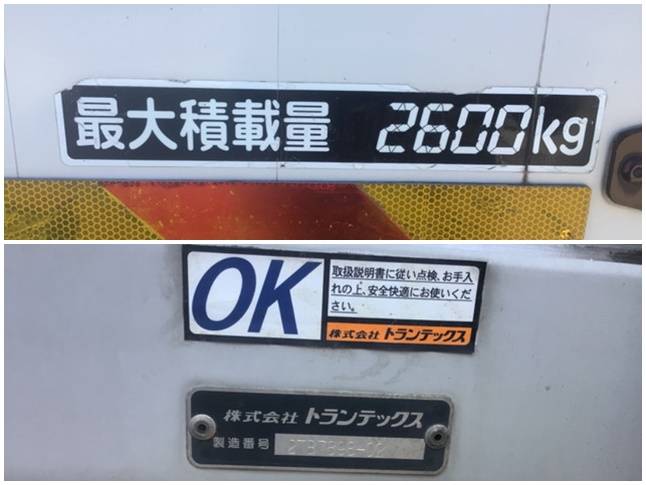 最大積載量 2600kg
OK
取扱説明書に従い点検、お手入
れの上、安全快適にお使いくだ
さい。
株式会社 トランテックス
株式会社 トランテックス
製造番号